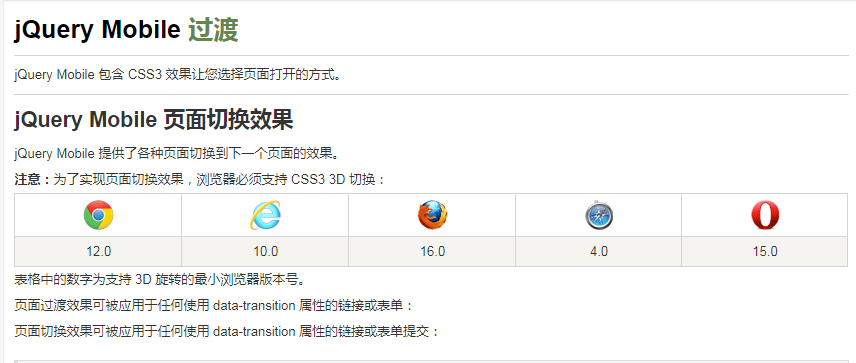 jQuery Mobile 过渡
jQuery Mobile 包含 CSS3 效果让您选择页面打开的方式。
jQuery Mobile 页面切换效果
jQuery Mobile 提供了各种页面切换到下一个页面的效果。
注意：为了实现页面切换效果，浏览器必须支持 CSS3 3D 切换：
12.0 10.0 16.0 4.0 15.0
表格中的数字为支持 3D 旋转的最小浏览器版本号。
页面过渡效果可被应用于任何使用 data-transition 属性的链接或表单：
页面切换效果可被应用于任何使用 data-transition 属性的链接或表单提交：